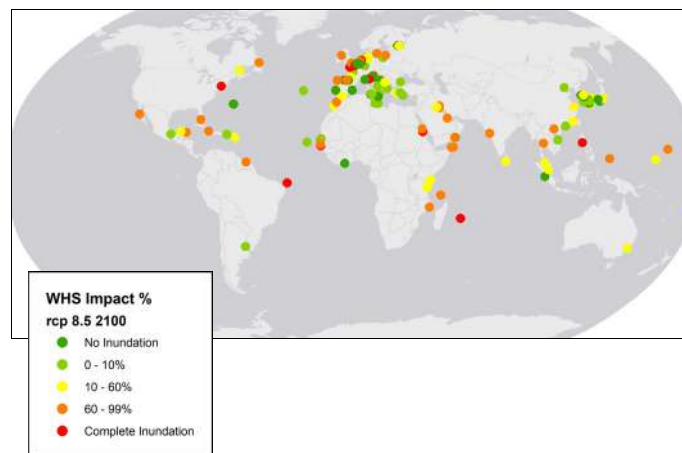 WHS Impact %
rcp 8.5 2100
No Inundation
0 - 10%
10 - 60%
60 - 99%
Complete Inundation